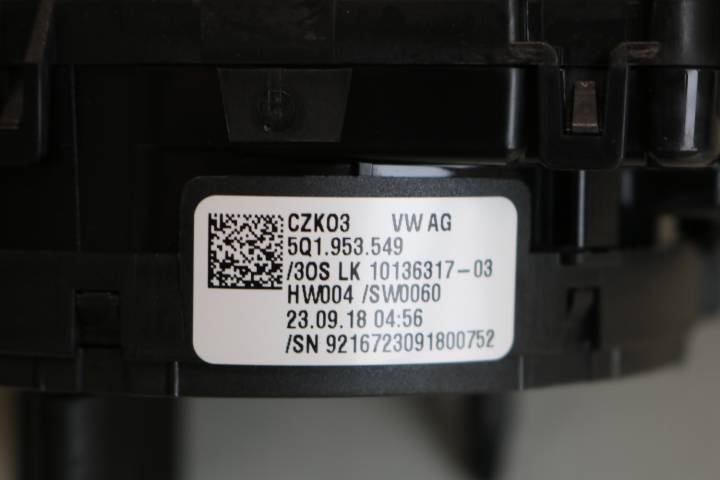 CZK03 VW AG
5Q1.953.549
/30S LK 10136317-03
HW004 /SW0060
23.09.18 04:56
/SN 9216723091800752